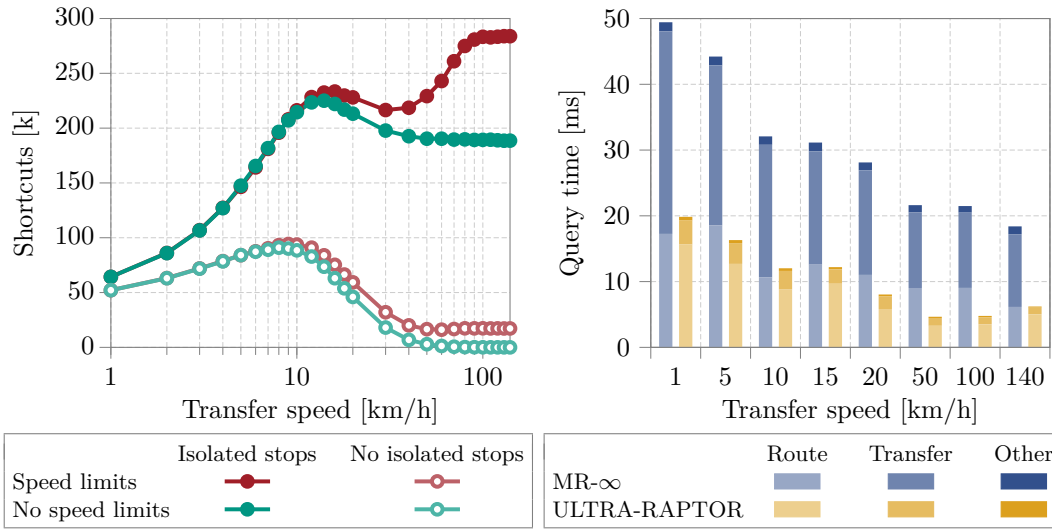 300
250
200
150
100
50
0
Shortcuts [k]
1 10 100
Transfer speed [km/h]
50
40
30
20
10
0
Query time [ms]
1 5 10 15 20 50 100 140
Transfer speed [km/h]
Isolated stops No isolated stops
Speed limits
No speed limits
Route Transfer Other
MR-∞
ULTRA-RAPTOR